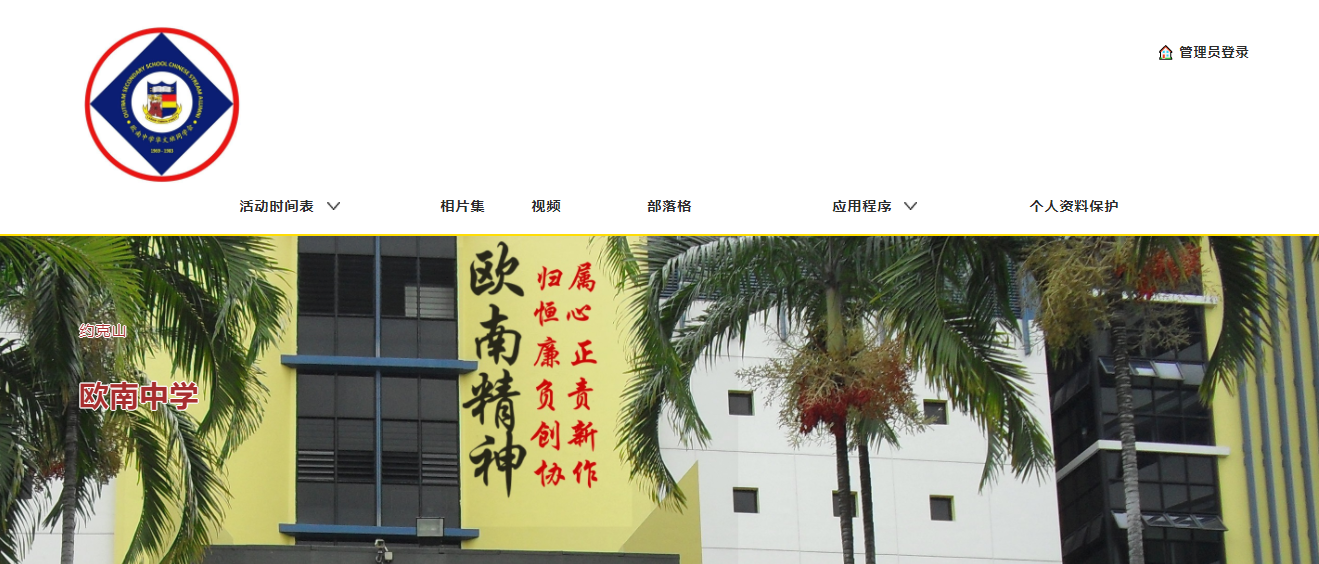 OUTRAM SECONDARY SCHOOL CHINESE STREAM ALUMNI
欧南中学华文班同学会
1969 - 1983
管理员登录
活动时间表
相片集
视频
部落格
应用程序
个人资料保护
欧南精神
归属
恒心
廉正
负责
创新
协作
约克山
欧南中学